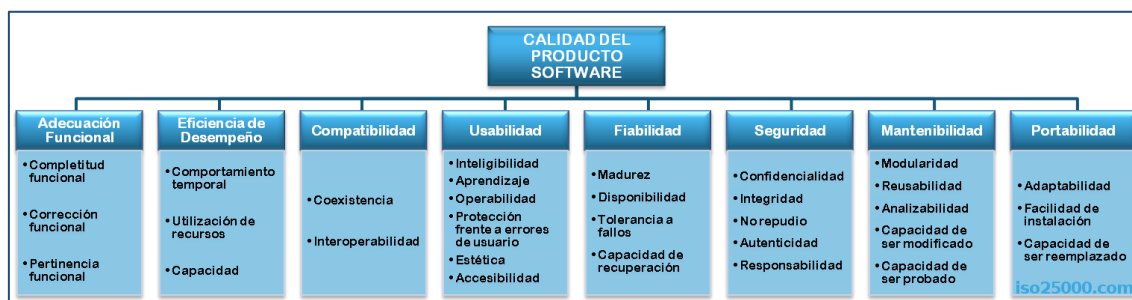 CALIDAD DEL
PRODUCTO
SOFTWARE
Adecuación
Funcional
• Completitud
funcional
• Corrección
funcional
• Pertinencia
funcional
Eficiencia de
Desempeño
• Comportamiento
temporal
• Utilización de
recursos
• Capacidad
Compatibilidad
• Coexistencia
• Interoperabilidad
Usabilidad
• Inteligibilidad
• Aprendizaje
• Operabilidad
• Protección
frente a errores
de usuario
• Estética
• Accesibilidad
Fiabilidad
• Madurez
• Disponibilidad
• Tolerancia a
fallos
• Capacidad de
recuperación
Seguridad
• Confidencialidad
• Integridad
• No repudio
• Autenticidad
• Responsabilidad
Mantenibilidad
• Modularidad
• Reusabilidad
• Analizabilidad
• Capacidad de
ser modificado
• Capacidad de
ser probado
Portabilidad
• Adaptabilidad
• Facilidad de
instalación
• Capacidad de
ser reemplazado
iso25000.com